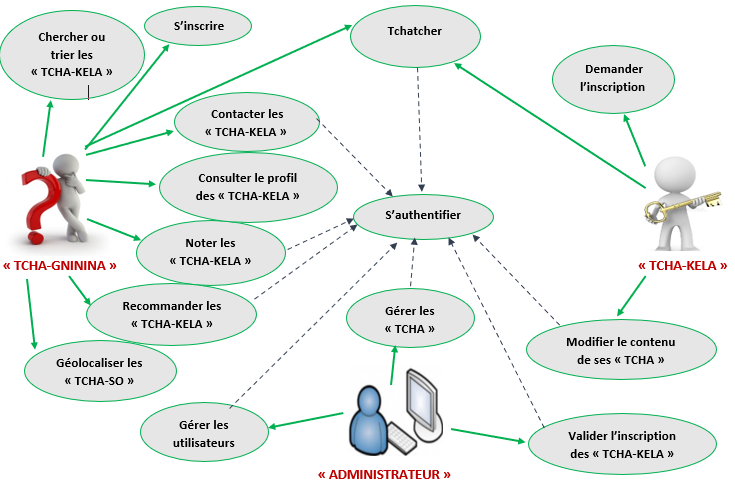 Chercher ou
trier les
« TCHA-KELA »
S’inscrire
Tchatcher
Demander
l’inscription
Contacter les
« TCHA-KELA »
Consulter le profil
des « TCHA-KELA »
S’authentifier
Noter les
« TCHA-KELA »
« TCHA-GNININA »
« TCHA-KELA »
Recommander les
« TCHA-KELA »
Gérer les
« TCHA »
Modifier le contenu
de ses « TCHA »
Géolocaliser les
« TCHA-SO »
Gérer les
utilisateurs
Valider l’inscription
des « TCHA-KELA »
« ADMINISTRATEUR »